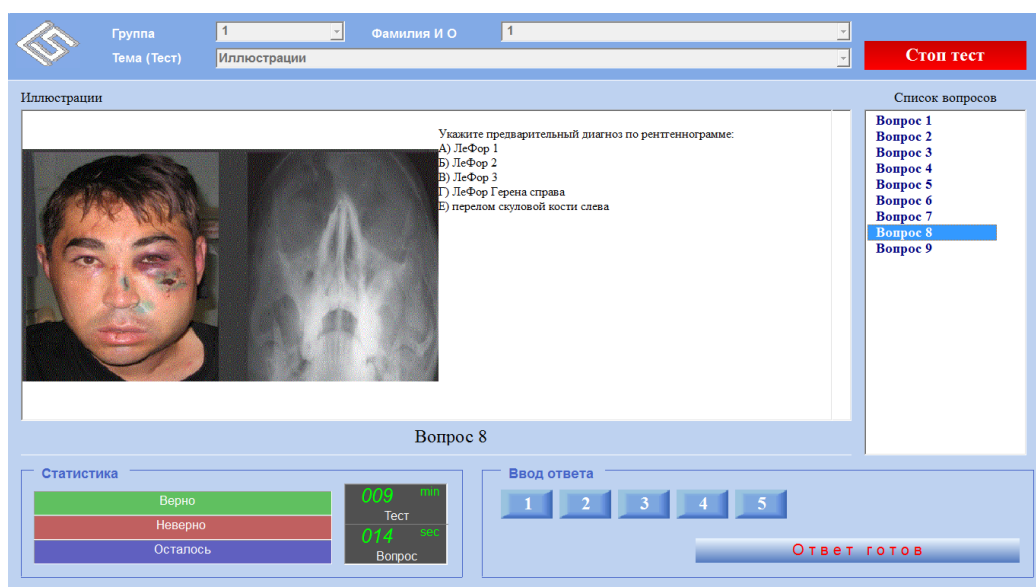 Группа
1
Фамилия И О
1
Тема (Тест)
Иллюстрации
Стоп тест
Иллюстрации
Список вопросов
Укажите предварительный диагноз по рентгеннограмме:
А) ЛеФор 1
Б) ЛеФор 2
В) ЛеФор 3
Г) ЛеФор Герена справа
Е) перелом скуловой кости слева
Вопрос 1
Вопрос 2
Вопрос 3
Вопрос 4
Вопрос 5
Вопрос 6
Вопрос 7
Вопрос 8
Вопрос 9
Вопрос 8
Статистика
Верно
Неверно
Осталось
009 min
Тест
014 sec
Вопрос
Ввод ответа
1 2 3 4 5
Ответ готов